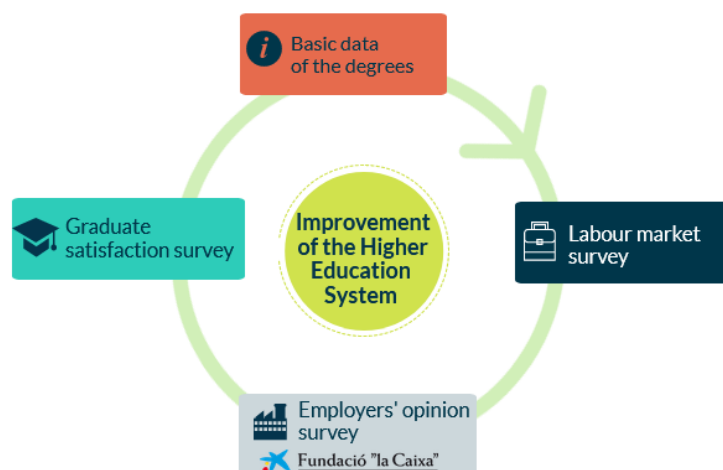 Basic data
of the degrees
Graduate
satisfaction survey
Improvement
of the Higher
Education
System
Labour market
survey
Employers' opinion
survey
Fundació "la Caixa"